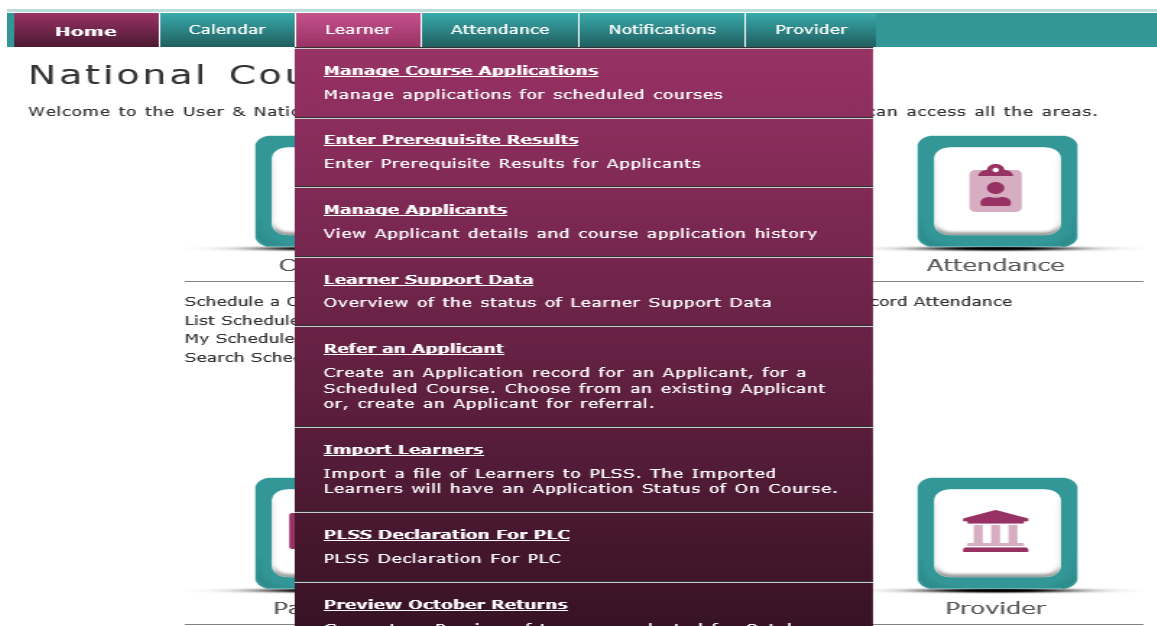 Home Calendar Learner Attendance Notifications Provider
National Cou
Welcome to the User & Natio can access all the areas.
Manage Course Applications
Manage applications for scheduled courses
Enter Prerequisite Results
Enter Prerequisite Results for Applicants
Manage Applicants
View Applicant details and course application history
Learner Support Data
Overview of the status of Learner Support Data
Refer an Applicant
Create an Application record for an Applicant, for a
Scheduled Course. Choose from an existing Applicant
or, create an Applicant for referral.
Import Learners
Import a file of Learners to PLSS. The Imported
Learners will have an Application Status of On Course.
PLSS Declaration For PLC
PLSS Declaration For PLC
Preview October Returns
Attendance
cord Attendance
Schedule a C
List Schedule
My Schedule
Search Sche
Pa
Provider